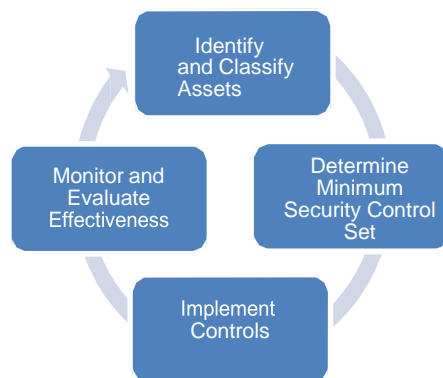 Identify
and Classify
Assets
Determine
Minimum
Security Control
Set
Implement
Controls
Monitor and
Evaluate
Effectiveness